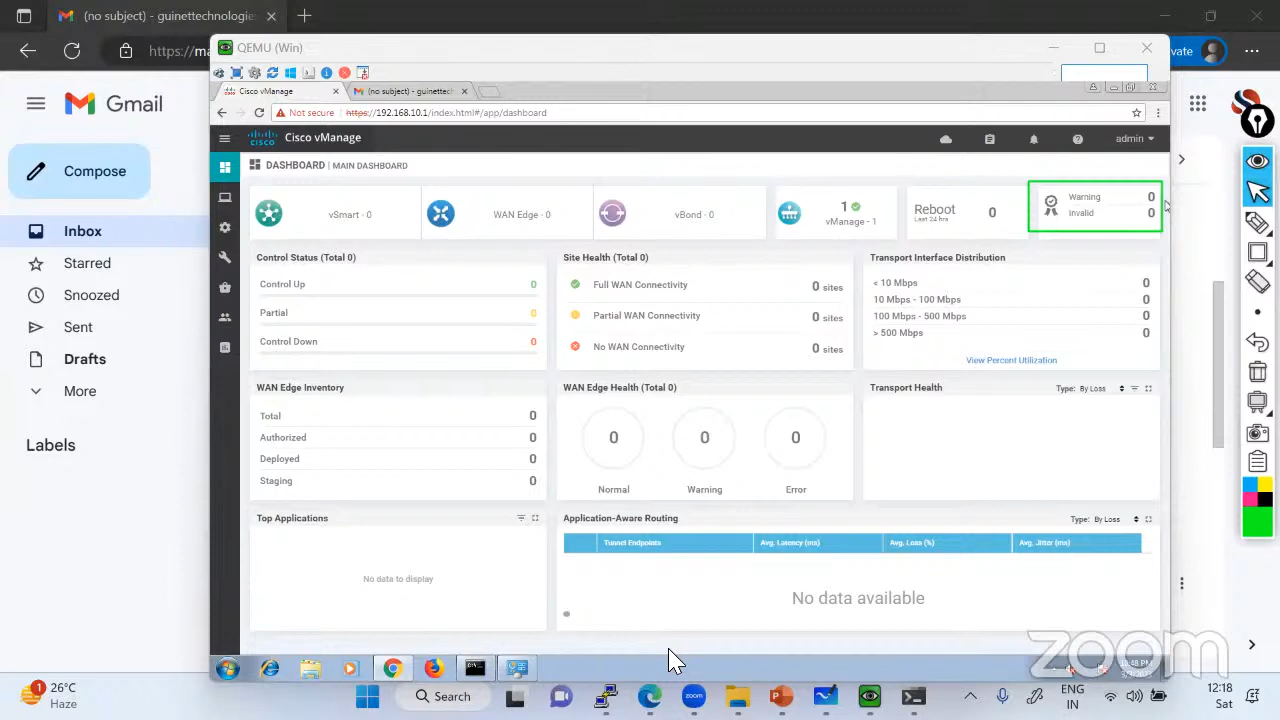 (no subject) - guinettechnologie
https://ma
vate
QEMU (Win)
Cisco vManage
(no subject) - guinettech
Not secure
https://192.168.10.1/index.html#/app/dashboard
Gmail
Compose
Inbox
Starred
Snoozed
Sent
Drafts
More
Labels
CISCO
Cisco vManage
admin
DASHBOARD | MAIN DASHBOARD
vSmart - 0
WAN Edge - 0
vBond - 0
1
vManage - 1
Reboot
Last 24 hrs
0
Warning 0
Invalid 0
Control Status (Total 0)
Control Up 0
Partial 0
Control Down 0
Site Health (Total 0)
Full WAN Connectivity 0 sites
Partial WAN Connectivity 0 sites
No WAN Connectivity 0 sites
Transport Interface Distribution
< 10 Mbps 0
10 Mbps - 100 Mbps 0
100 Mbps - 500 Mbps 0
> 500 Mbps 0
View Percent Utilization
WAN Edge Inventory
Total 0
Authorized 0
Deployed 0
Staging 0
WAN Edge Health (Total 0)
0 0 0
Normal Warning Error
Transport Health
Type: By Loss
Top Applications
No data to display
Application-Aware Routing
Type: By Loss
Tunnel Endpoints Avg. Latency (ms) Avg. Loss (%) Avg. Jitter (ms)
No data available
zoom
1
26°C
Haze
Search
zoom
ENG
IN
12:18
Sat